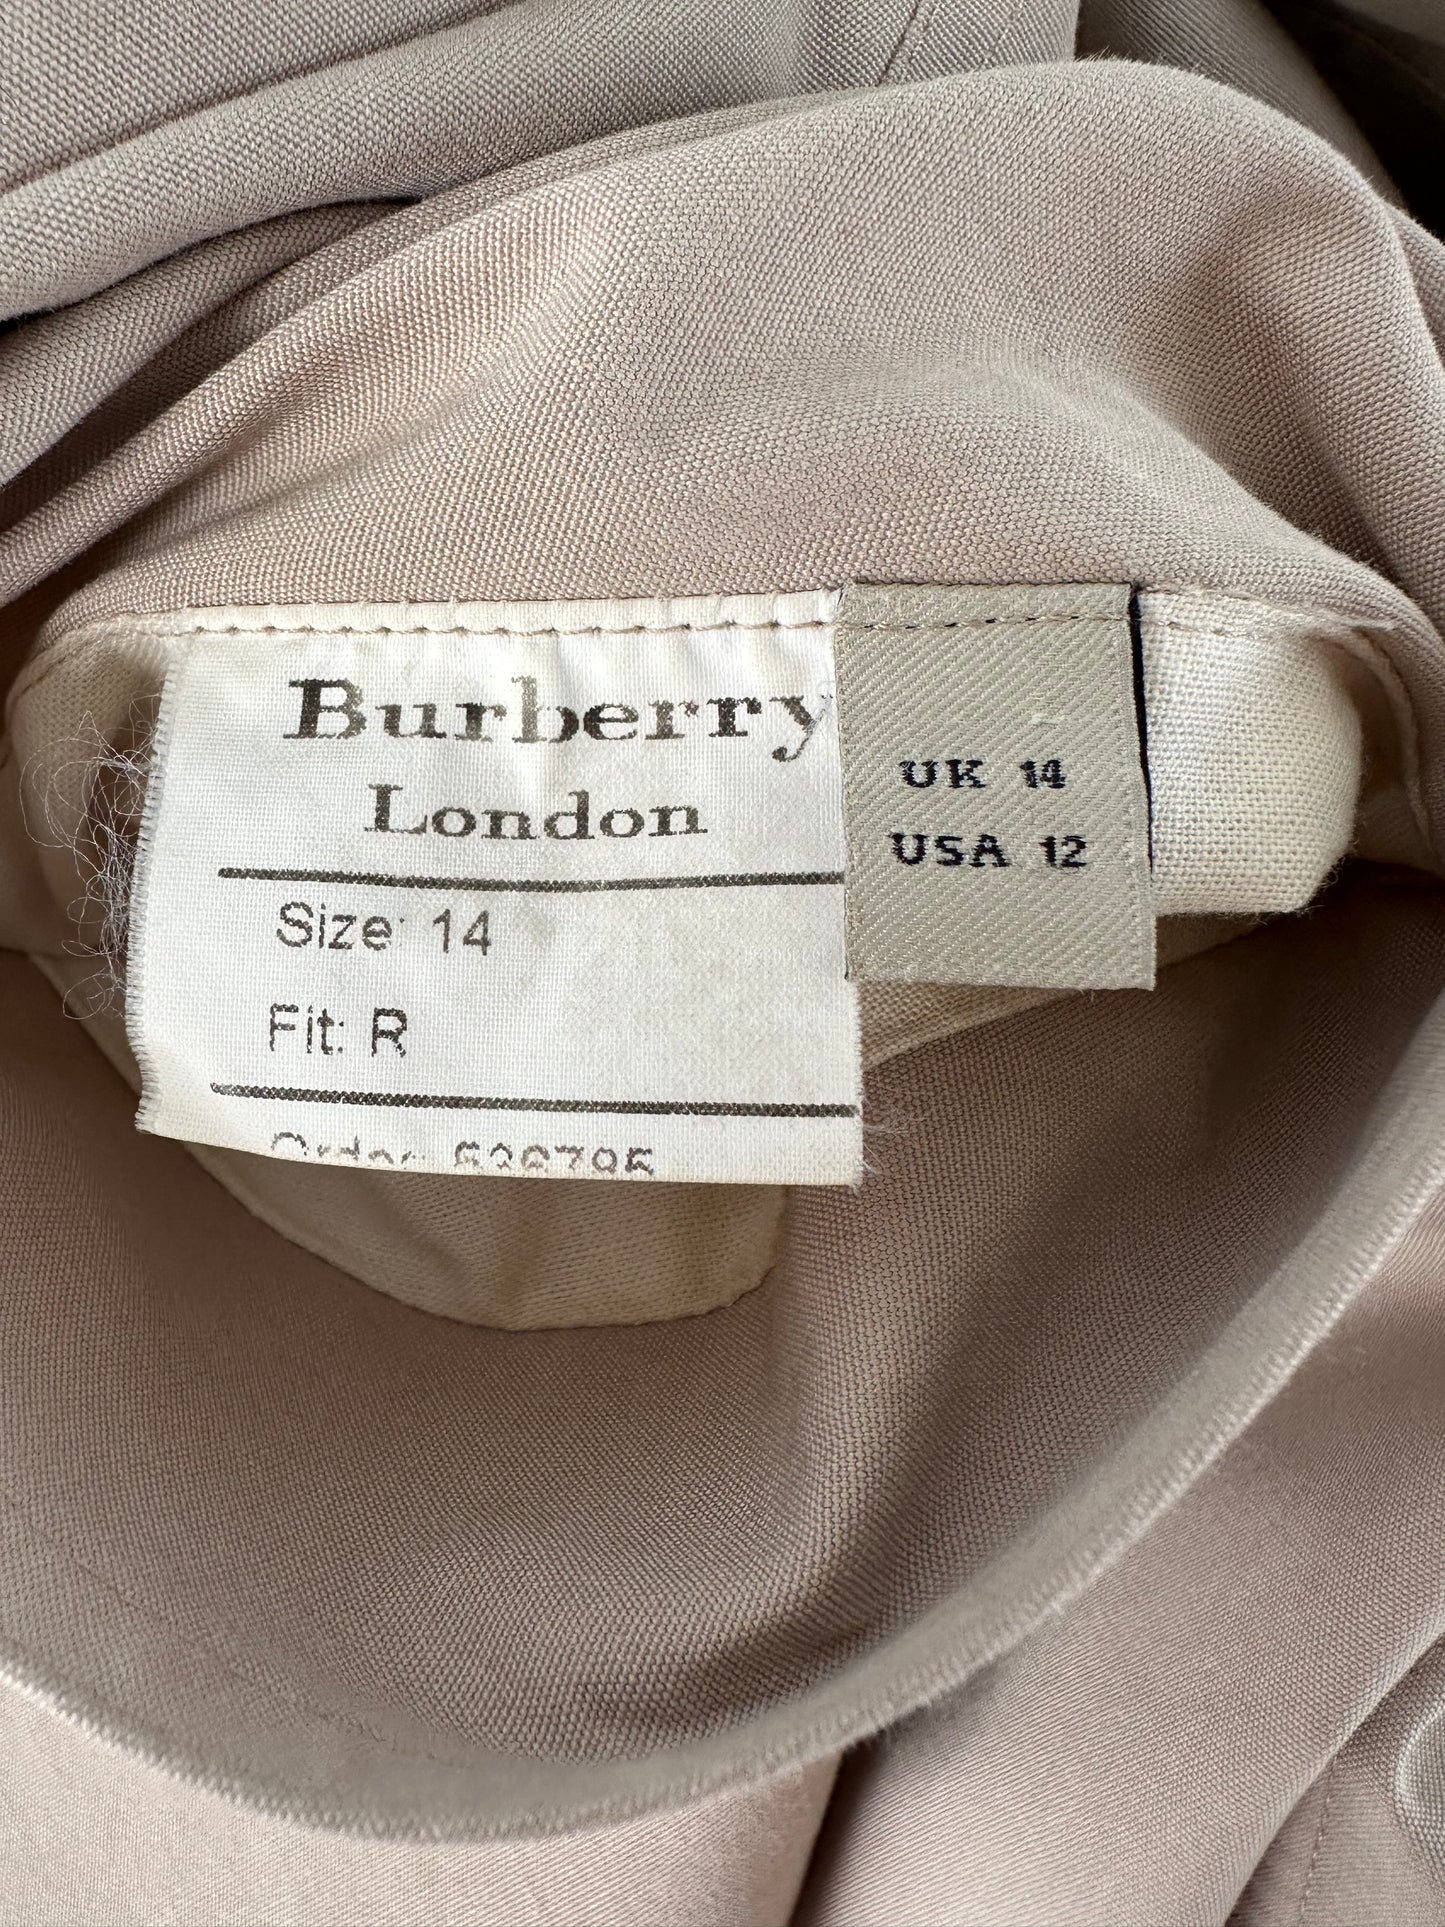 Burberry
London
Size: 14
Fit: R
UK 14
USA 12